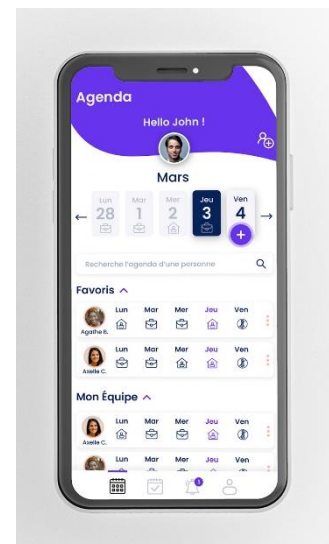 Agenda
Hello John !
Mars
Lun Mar Mer Jeu Ven
28 1 2 3 4
Recherche l'agenda d'une personne
Favoris
Lun Mar Mer Jeu Ven
Agathe B.
Lun Mar Mer Jeu Ven
Axelle C.
Mon Équipe
Lun Mar Mer Jeu Ven
Axelle C.
Lun Mar Mer Jeu Ven
1